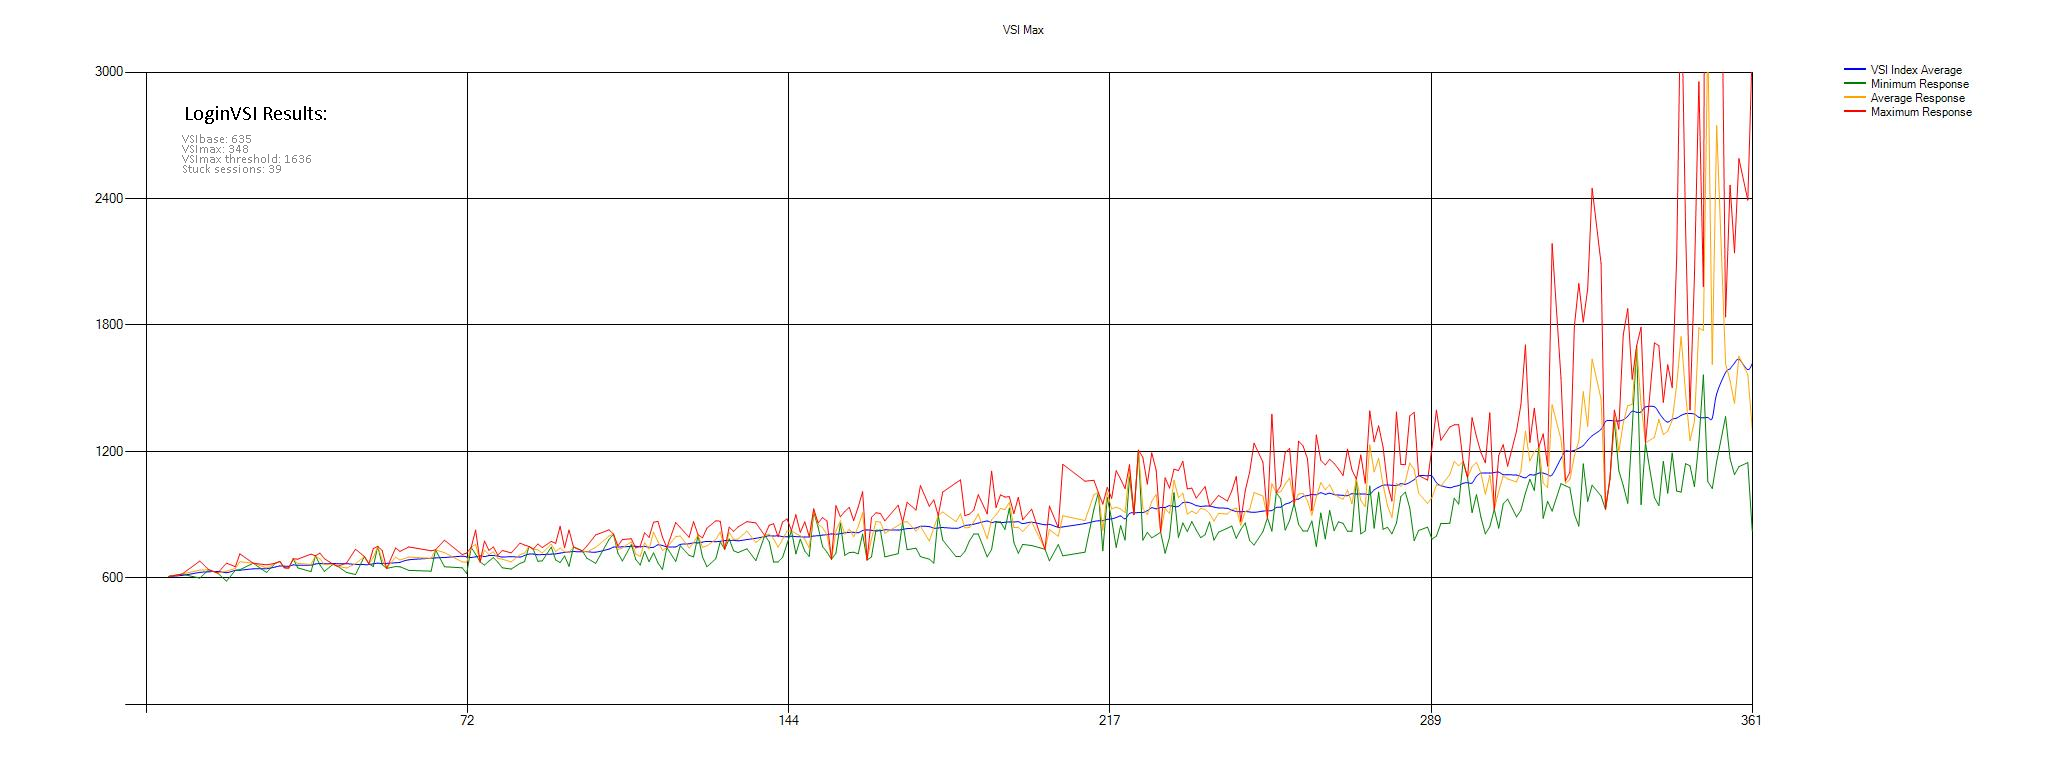 VSI Max
3000
2400
1800
1200
600
LoginVSI Results:
VSIbase: 635
VSImax: 348
VSImax threshold: 1636
Stuck sessions: 39
72
144
217
289
361
VSI Index Average
Minimum Response
Average Response
Maximum Response